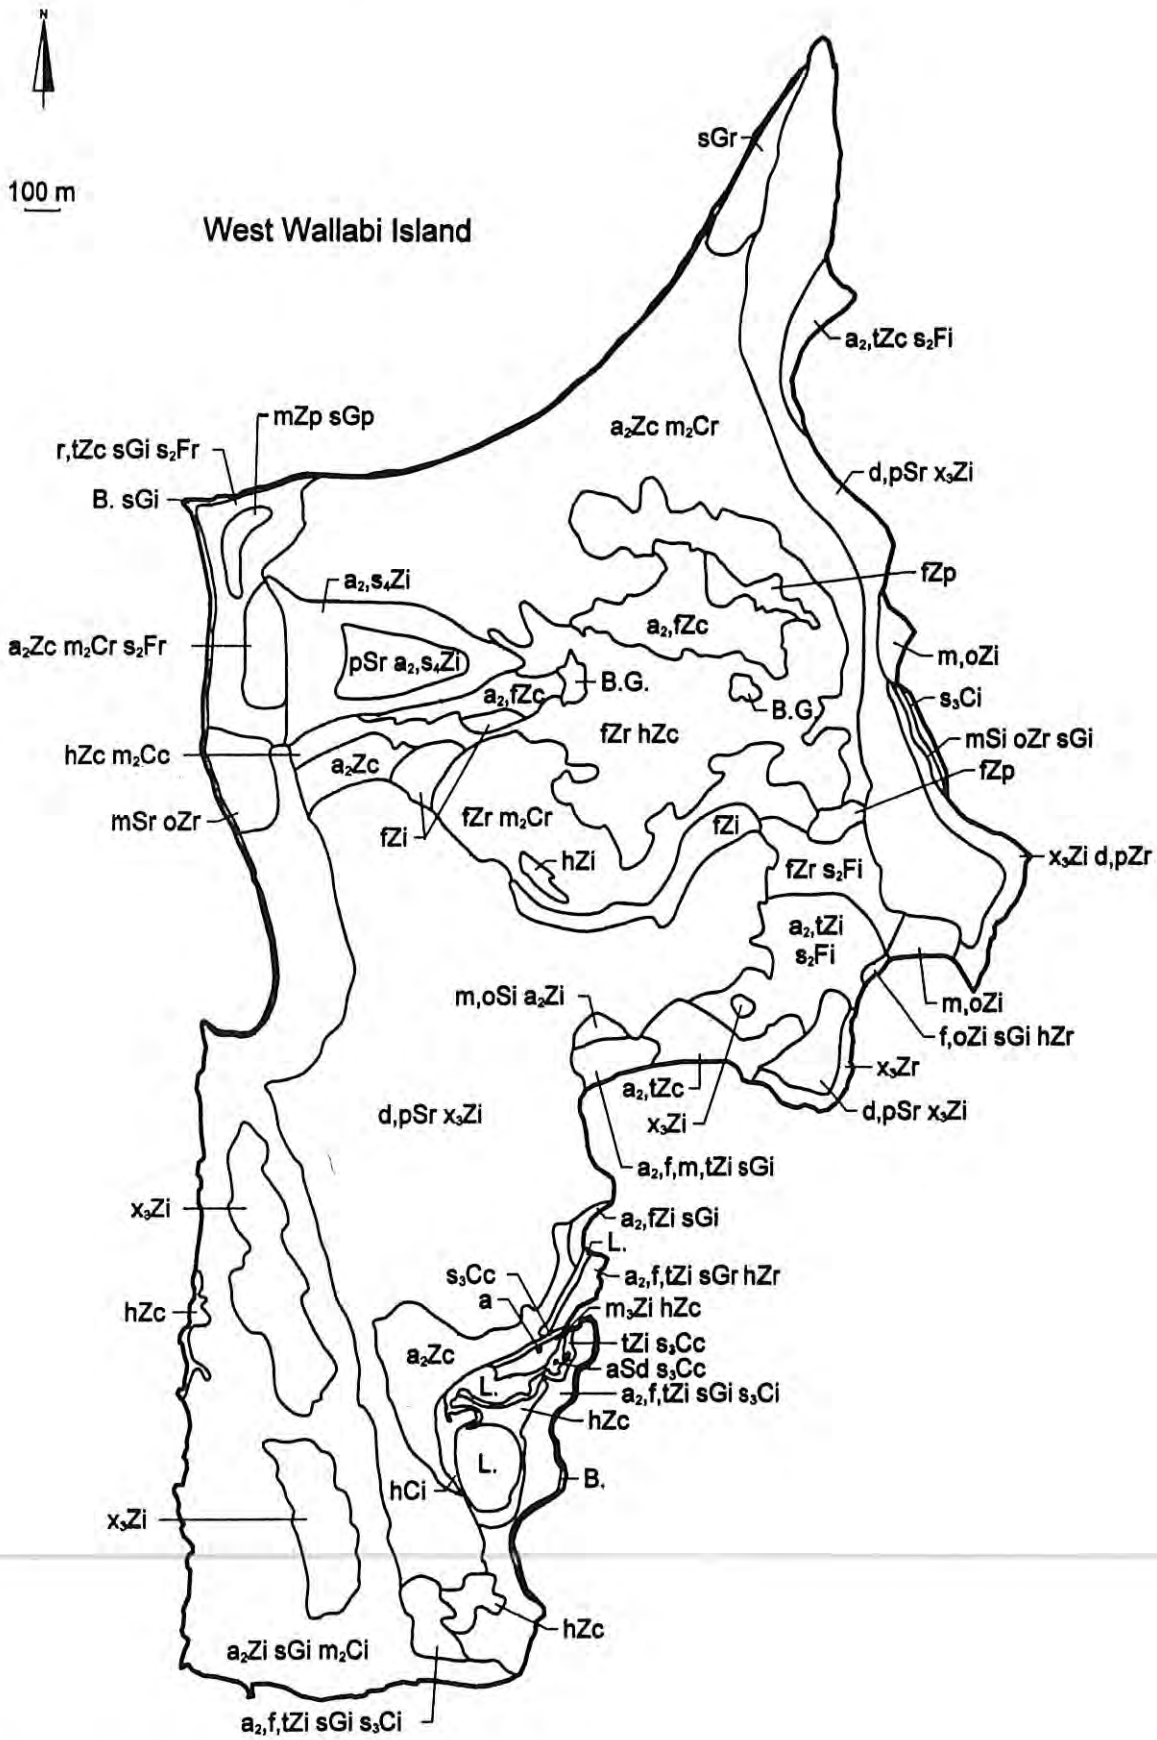 N
sGr
100 m
West Wallabi Island
a₂,tZc s₂Fi
mZp sGp
a₂Zc m₂Cr
r,tZc sGi s₂Fr
d,pSr x₃Zi
B. sGi
a₂,s₄Zi
fZp
a₂,fZc
a₂Zc m₂Cr s₂Fr
pSr a₂,s₄Zi
m,oZi
B.G.
a₂,fZc
s₃Ci
B.G.
fZr hZc
mSi oZr sGi
hZc m₂Cc
a₂Zc
fZp
mSr oZr
fZr m₂Cr
fZi
fZi
hZi
x₃Zi d,pZr
fZr s₂Fi
a₂,tZi
s₂Fi
m,oSi a₂Zi
m,oZi
f,oZi sGi hZr
x₃Zr
a₂,tZc
d,pSr x₃Zi
d,pSr x₃Zi
x₃Zi
a₂,f,m,tZi sGi
x₃Zi
a₂,fZi sGi
L.
s₃Cc
a₂,f,tZi sGr hZr
a
m₃Zi hZc
hZc
tZi s₃Cc
a₂Zc
aSd s₃Cc
L.
a₂,f,tZi sGi s₃Ci
hZc
L.
B.
hCi
x₃Zi
hZc
a₂Zi sGi m₂Ci
a₂,f,tZi sGi s₃Ci